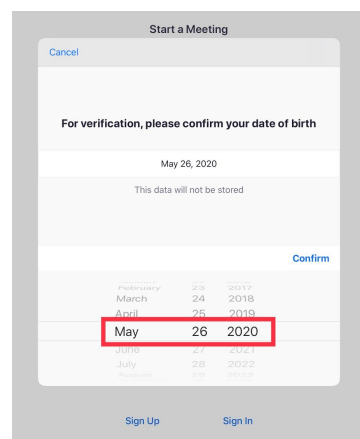 Start a Meeting
Cancel
For verification, please confirm your date of birth
May 26, 2020
This data will not be stored
Confirm
February 23 2017
March 24 2018
April 25 2019
May 26 2020
June 27 2021
July 28 2022
Sign Up Sign In